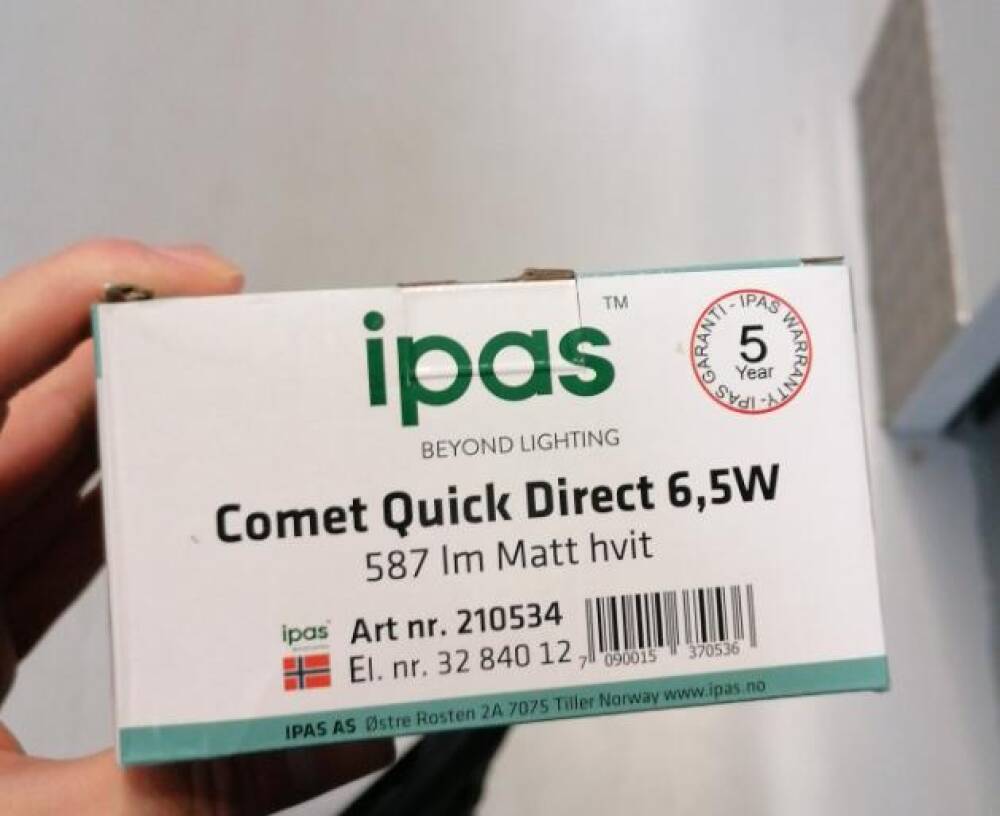 ipas™
BEYOND LIGHTING
GARANTI - IPAS WARRANTY - IPAS
5
Year
Comet Quick Direct 6,5W
587 lm Matt hvit
ipas
Art nr. 210534
El. nr. 32 840 12
7 090015 370536
IPAS AS Østre Rosten 2A 7075 Tiller Norway www.ipas.no